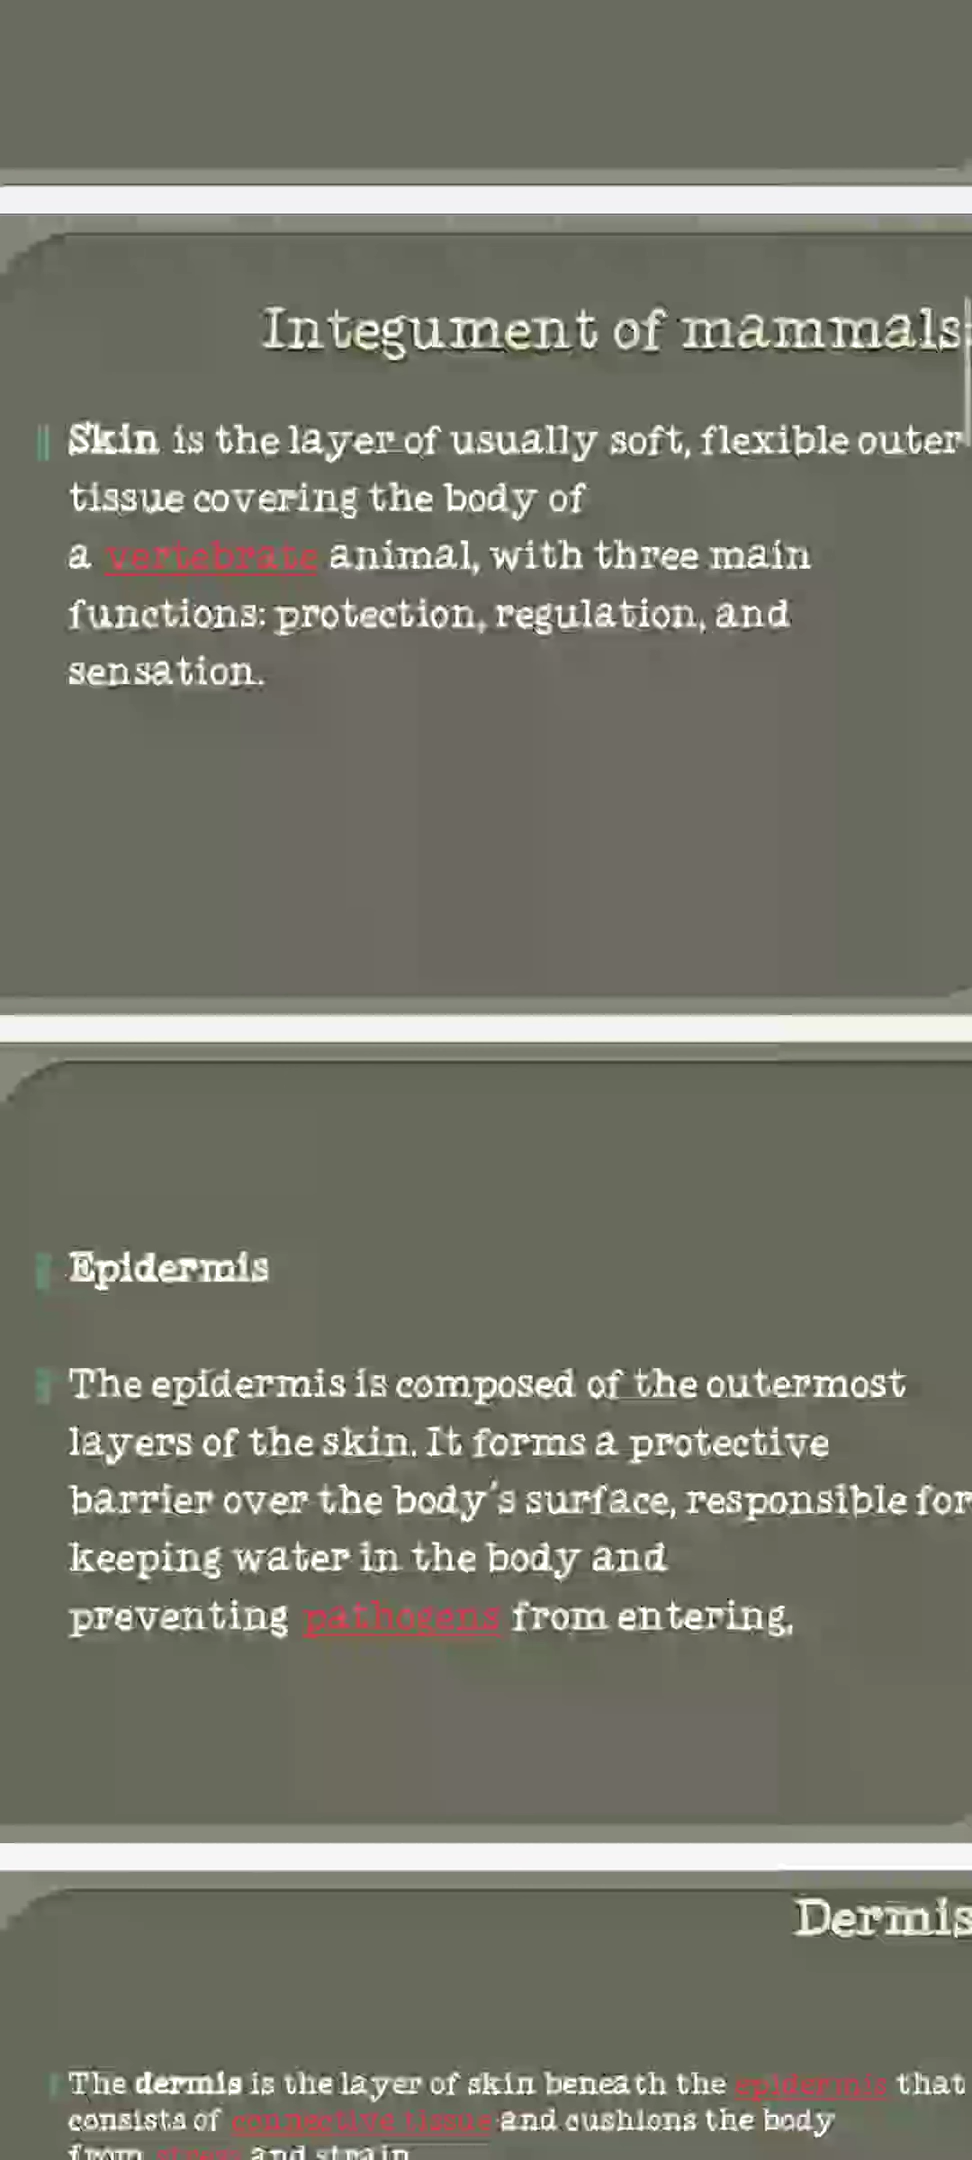 Integument of mammals
Skin is the layer of usually soft, flexible outer
tissue covering the body of
a vertebrate animal, with three main
functions: protection, regulation, and
sensation.
Epidermis
The epidermis is composed of the outermost
layers of the skin. It forms a protective
barrier over the body's surface, responsible for
keeping water in the body and
preventing pathogens from entering,
Dermis
The dermis is the layer of skin beneath the epidermis that
consists of connective tissue and cushions the body
from stress and strain